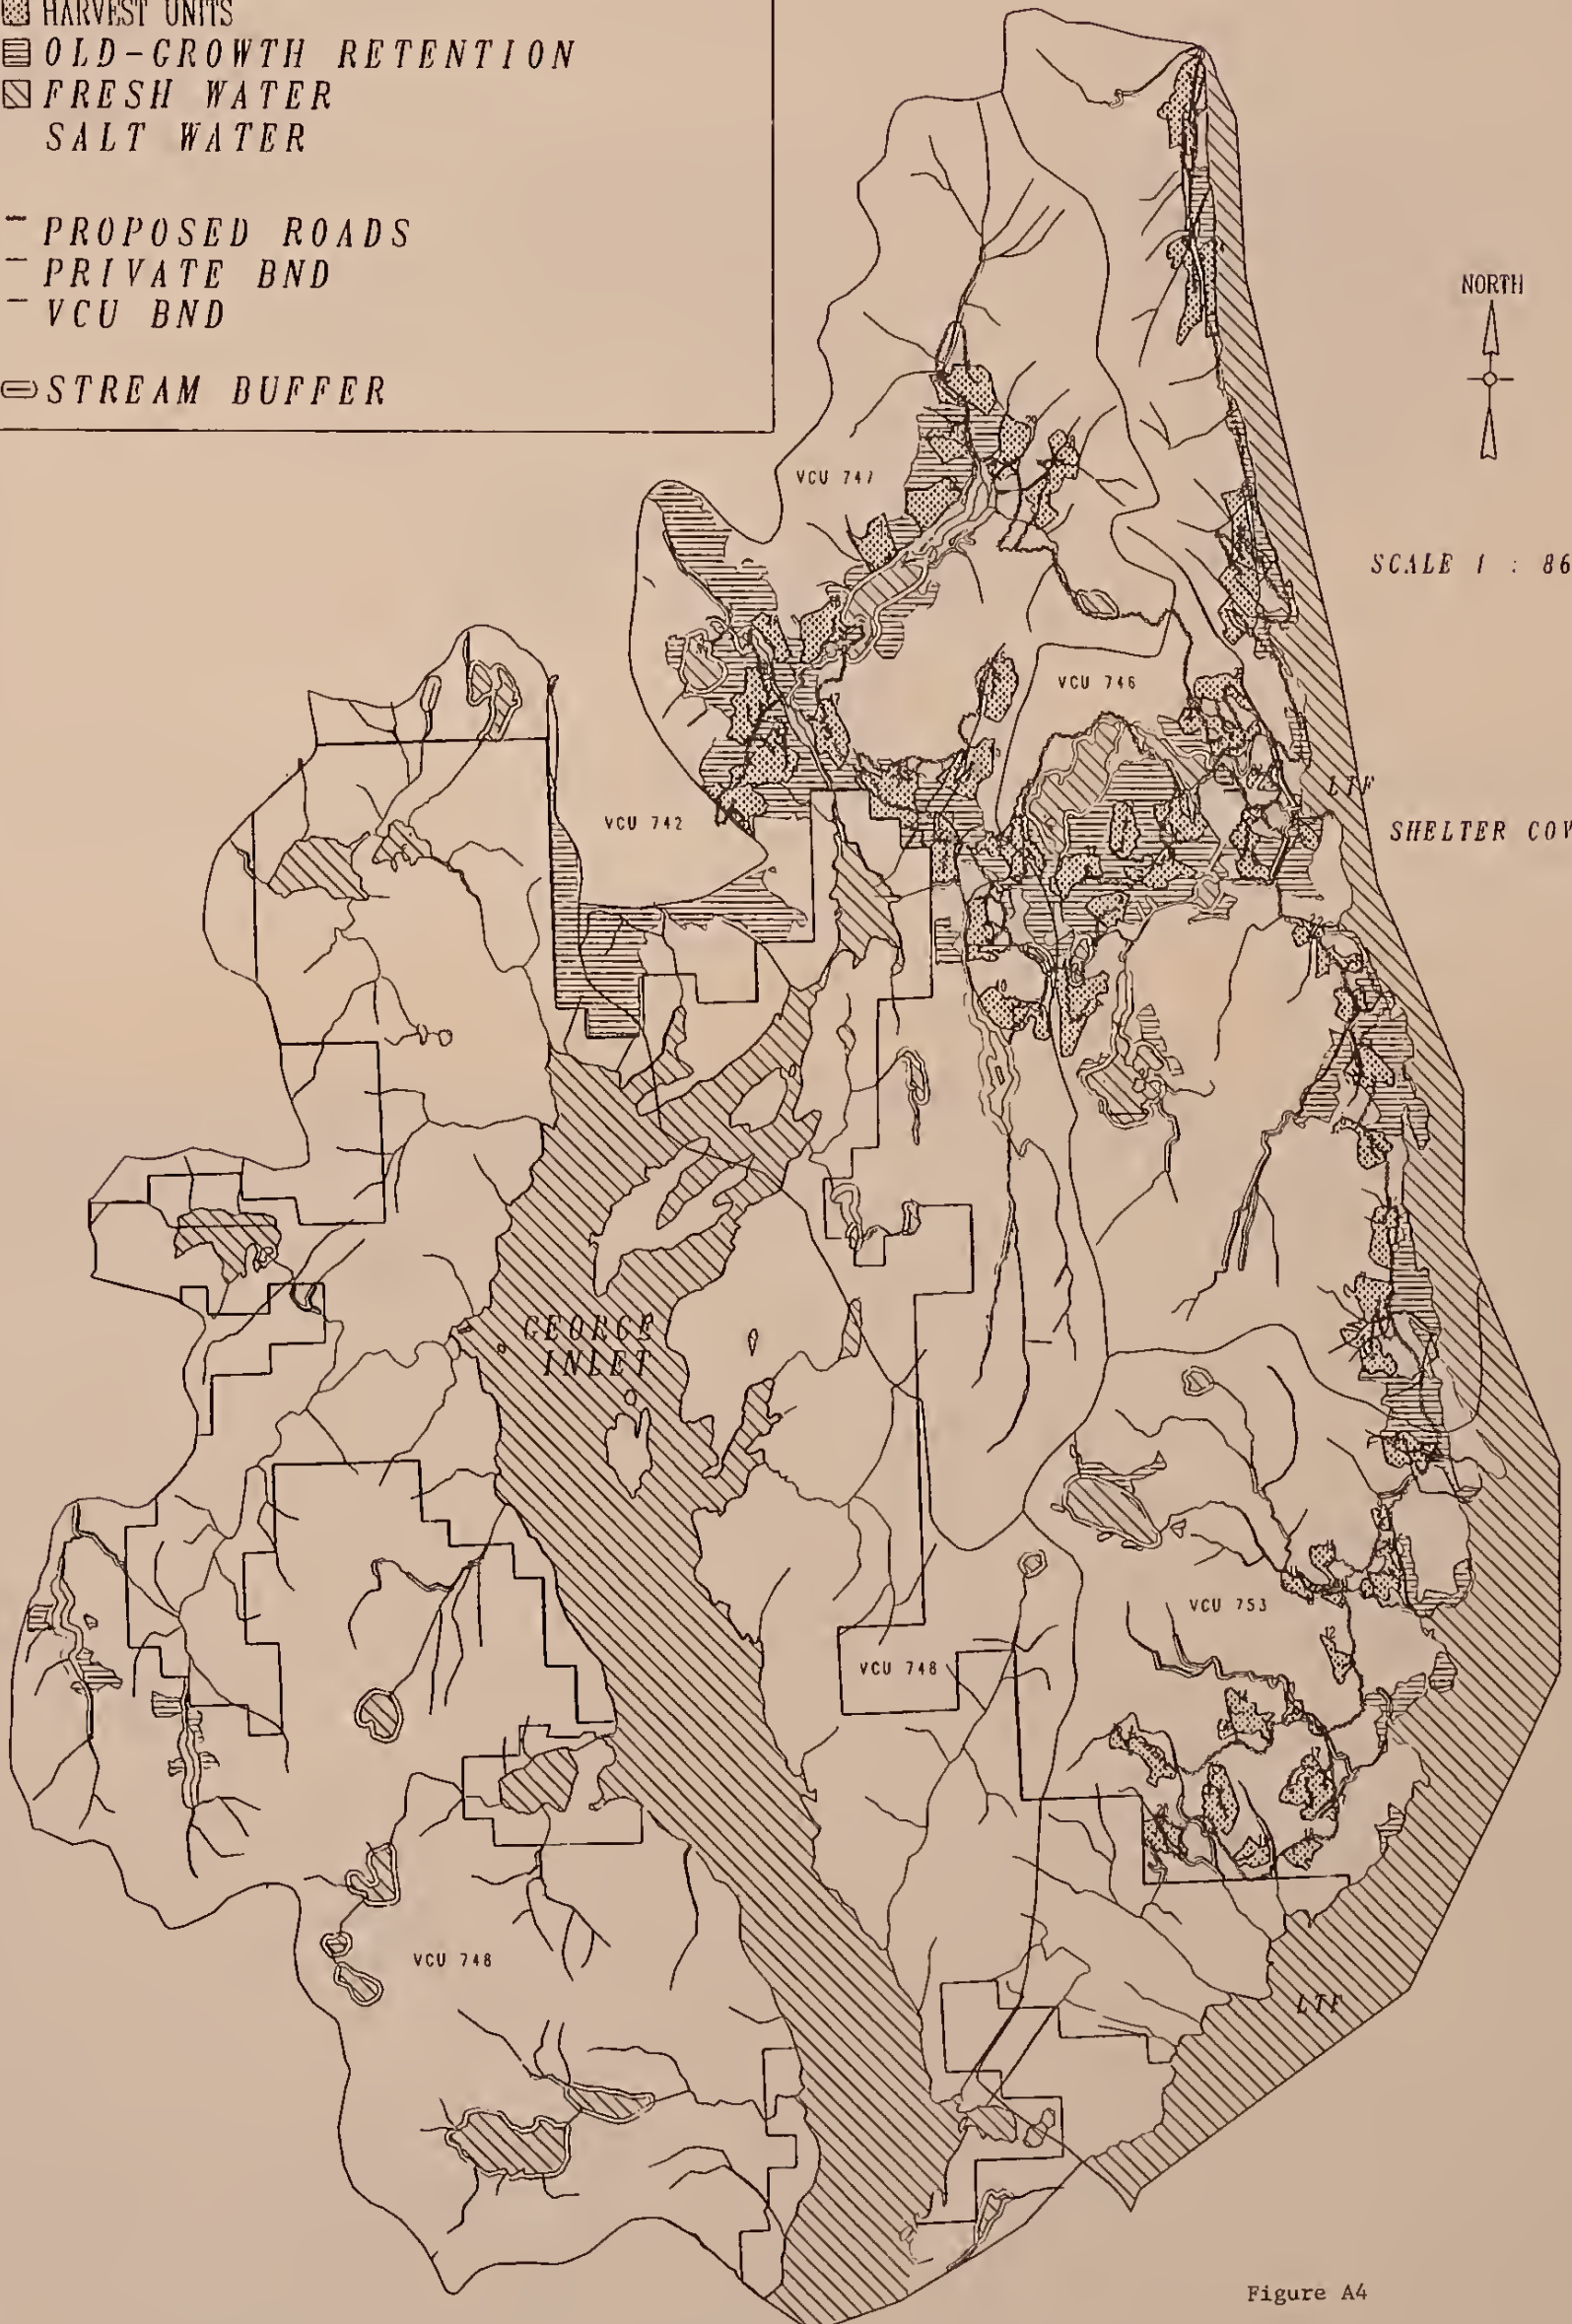 HARVEST UNITS
OLD-GROWTH RETENTION
FRESH WATER
SALT WATER
PROPOSED ROADS
PRIVATE BND
VCU BND
STREAM BUFFER
NORTH
VCU 747
SCALE 1 : 86
VCU 746
LTF
VCU 742
SHELTER COV
GEORGE
INLET
VCU 753
VCU 748
VCU 748
LTF
Figure A4